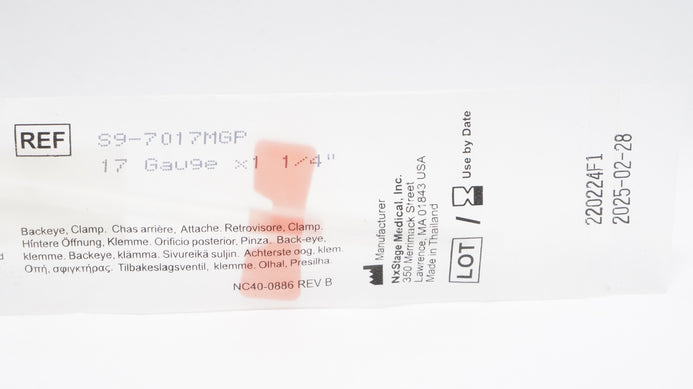 REF
S9-7017MGP
17 Gauge x1 1/4"
Backeye, Clamp. Chas arrière, Attache. Retrovisore, Clamp.
Hintere Öffnung, Klemme. Orificio posterior, Pinza. Back-eye,
klemme. Backeye, klämma. Sivureikä suljin. Achterste oog, klem.
Οπή, σφιγκτήρας. Tilbakeslagsventil, klemme. Olhal, Presilha.
NC40-0886 REV B
Manufacturer
NxStage Medical, Inc.
350 Merrimack Street
Lawrence, MA 01843 USA
Made in Thailand
LOT / Use by Date
220224F1
2025-02-28